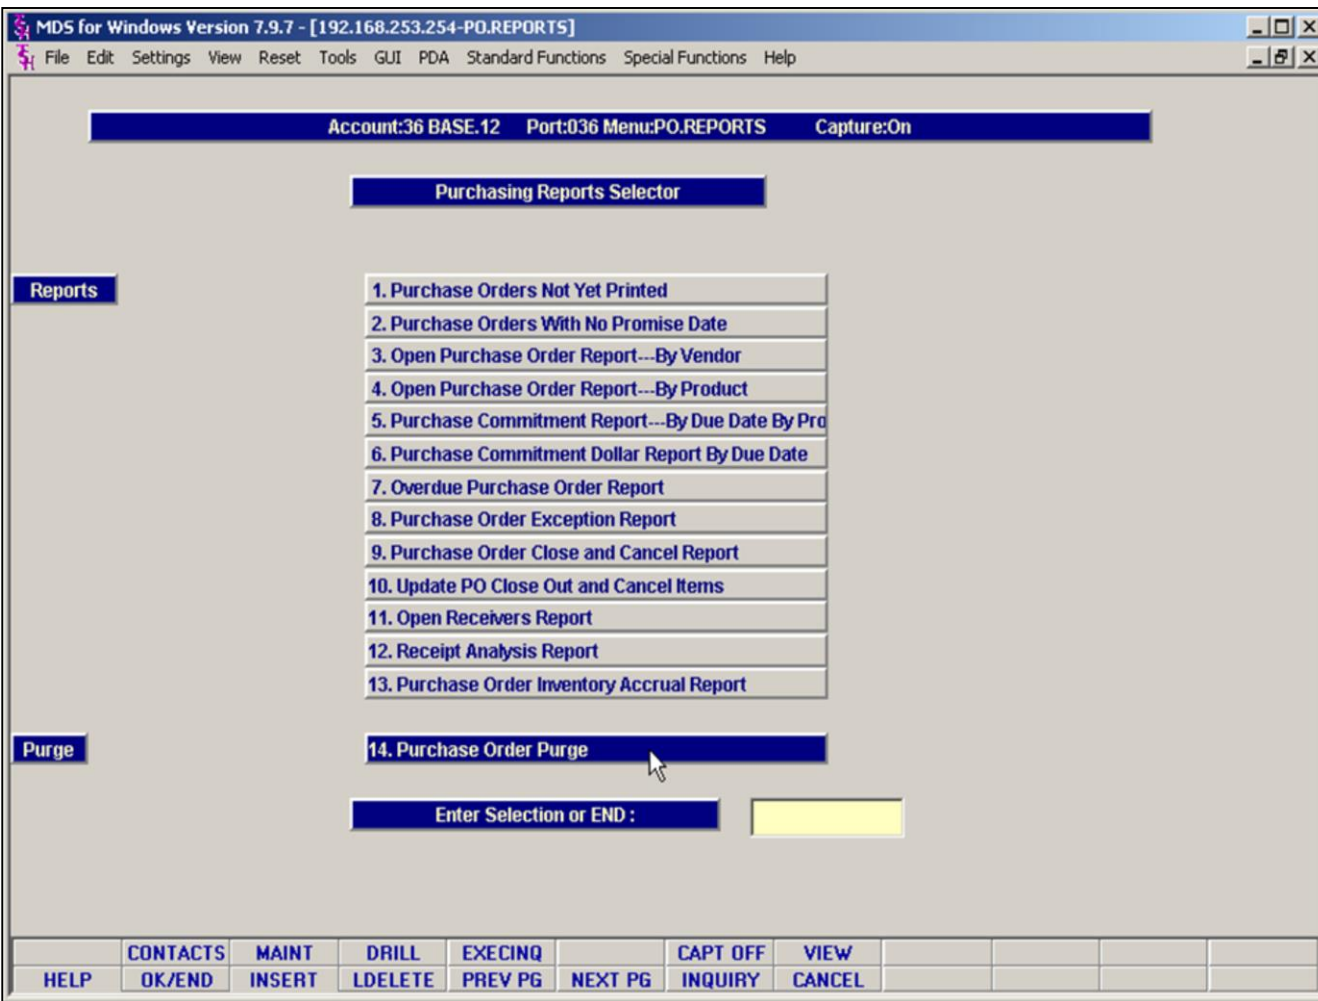 MDS for Windows Version 7.9.7 - [192.168.253.254-PO.REPORTS]
File Edit Settings View Reset Tools GUI PDA Standard Functions Special Functions Help
Account:36 BASE.12 Port:036 Menu:PO.REPORTS Capture:On
Purchasing Reports Selector
Reports
1. Purchase Orders Not Yet Printed
2. Purchase Orders With No Promise Date
3. Open Purchase Order Report---By Vendor
4. Open Purchase Order Report---By Product
5. Purchase Commitment Report---By Due Date By Pro
6. Purchase Commitment Dollar Report By Due Date
7. Overdue Purchase Order Report
8. Purchase Order Exception Report
9. Purchase Order Close and Cancel Report
10. Update PO Close Out and Cancel Items
11. Open Receivers Report
12. Receipt Analysis Report
13. Purchase Order Inventory Accrual Report
Purge
14. Purchase Order Purge
Enter Selection or END :
CONTACTS MAINT DRILL EXECINQ CAPT OFF VIEW
HELP OK/END INSERT LDELETE PREV PG NEXT PG INQUIRY CANCEL